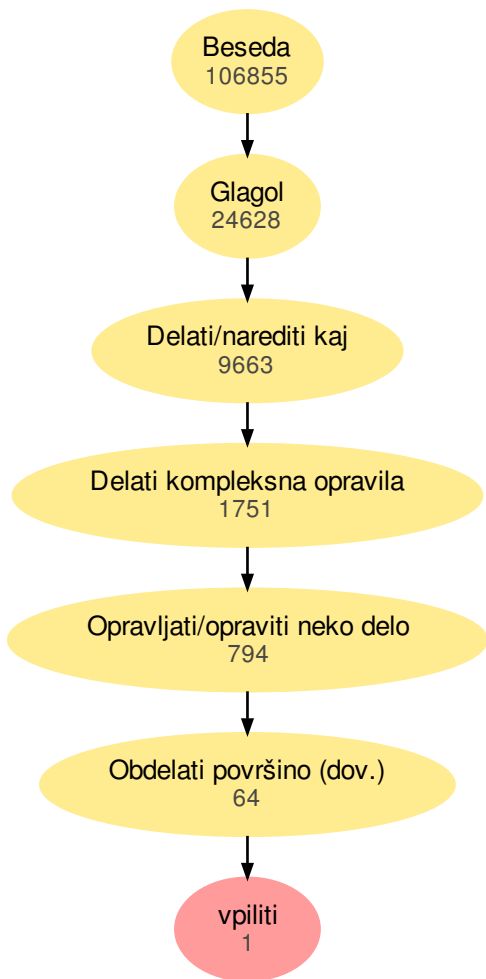 Beseda
106855
Glagol
24628
Delati/narediti kaj
9663
Delati kompleksna opravila
1751
Opravljati/opraviti neko delo
794
Obdelati površino (dov.)
64
vpiliti
1